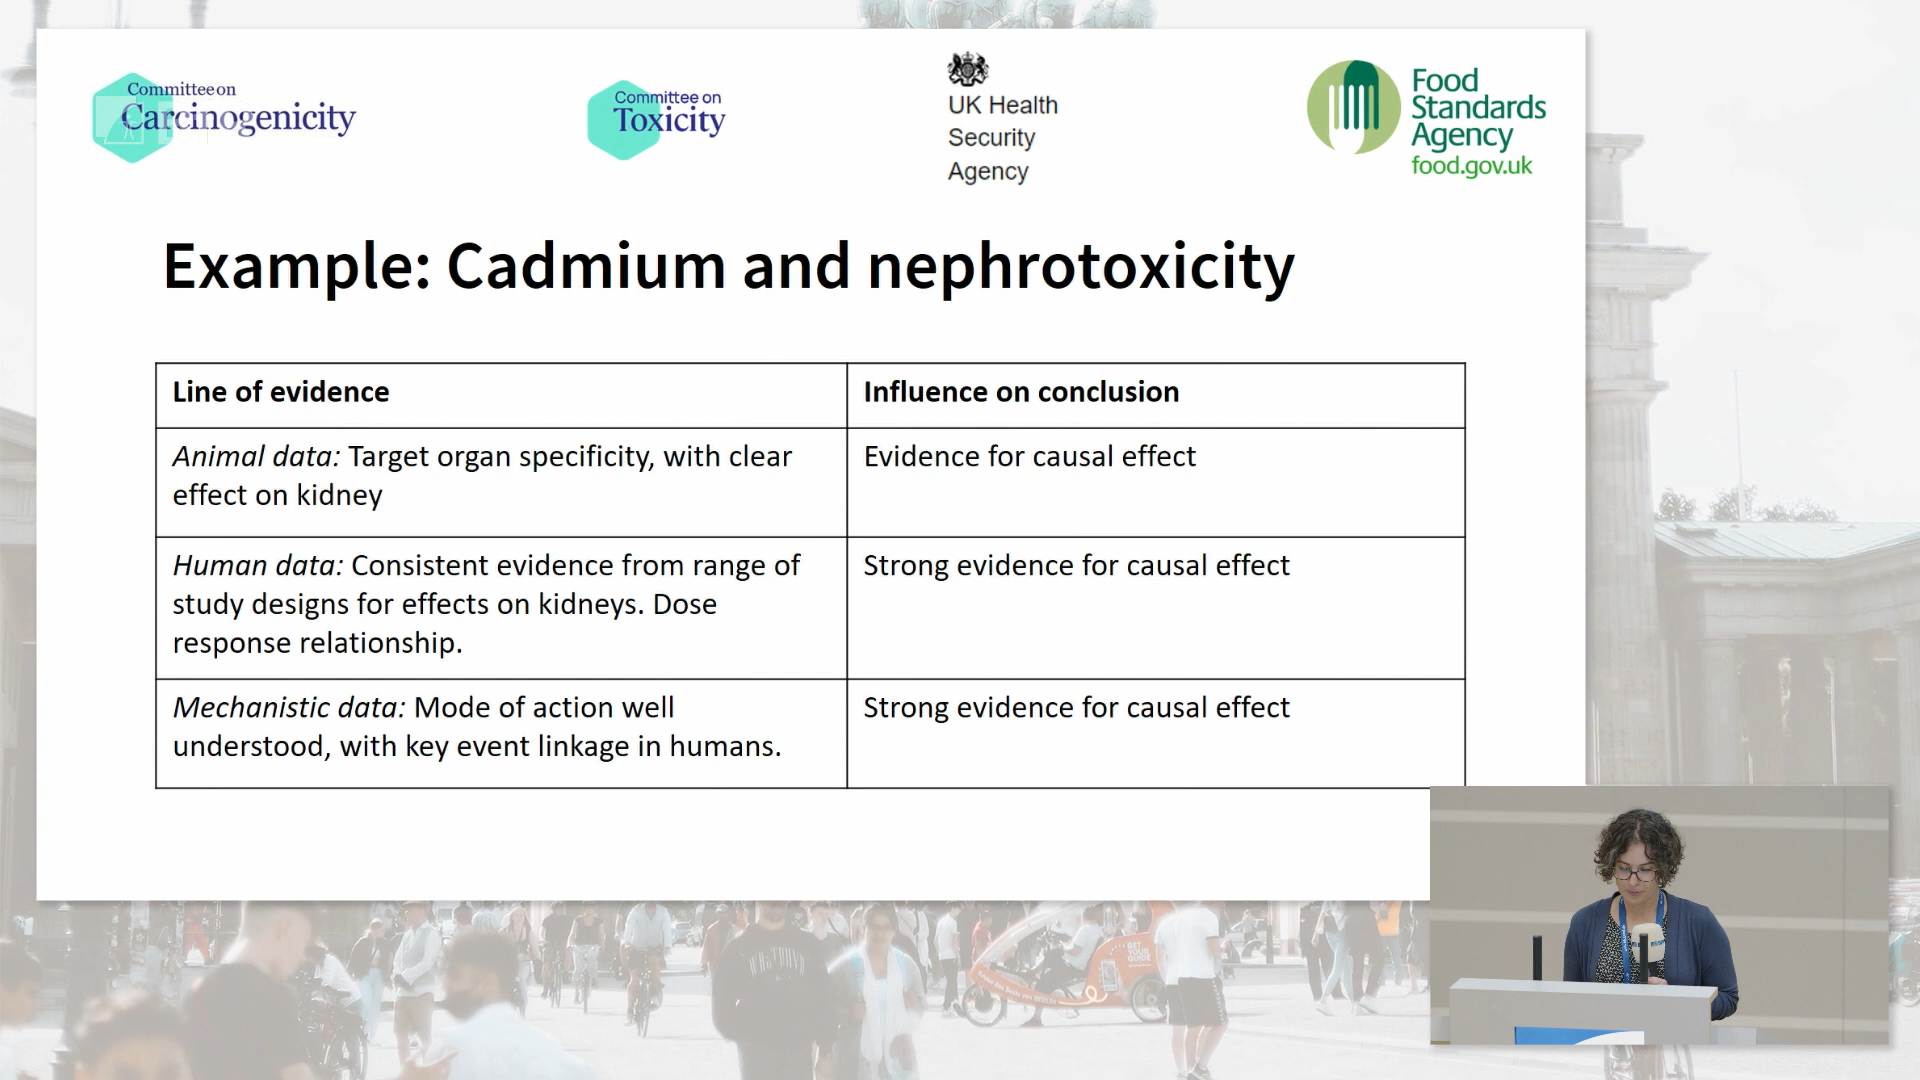 Committee on
Carcinogenicity
Committee on
Toxicity
UK Health
Security
Agency
Food
Standards
Agency
food.gov.uk
Example: Cadmium and nephrotoxicity
Line of evidence
Influence on conclusion
Animal data: Target organ specificity, with clear
effect on kidney
Evidence for causal effect
Human data: Consistent evidence from range of
study designs for effects on kidneys. Dose
response relationship.
Strong evidence for causal effect
Mechanistic data: Mode of action well
understood, with key event linkage in humans.
Strong evidence for causal effect
GET
YOUR
GUIDE